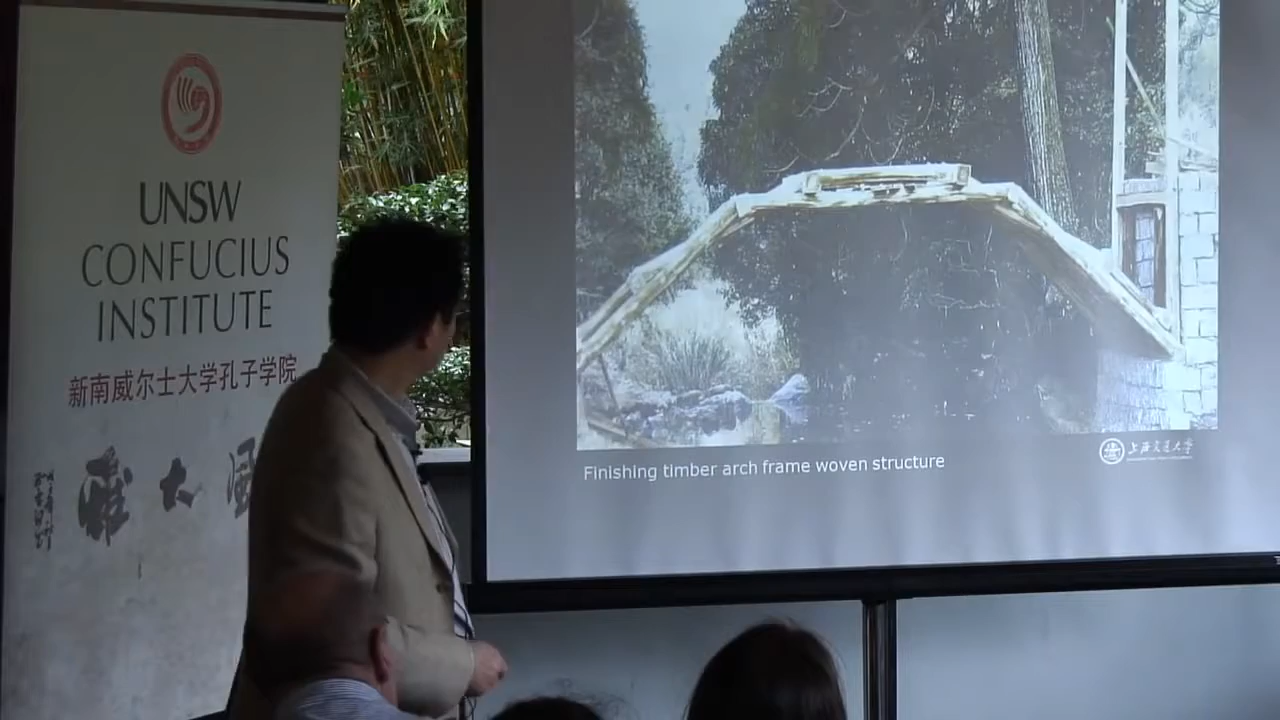 UNSW
CONFUCIUS
INSTITUTE
新南威尔士大学孔子学院
大
Finishing timber arch frame woven structure
上海交通大学